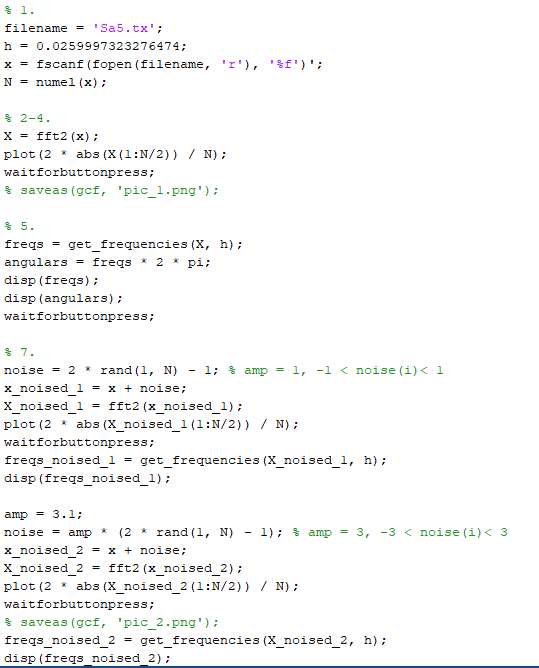 % 1.
filename = 'Sa5.tx';
h = 0.0259997323276474;
x = fscanf(fopen(filename, 'r'), '%f')';
N = numel(x);
% 2-4.
X = fft2(x);
plot(2 * abs(X(1:N/2)) / N);
waitforbuttonpress;
% saveas(gcf, 'pic_1.png');
% 5.
freqs = get_frequencies(X, h);
angulars = freqs * 2 * pi;
disp(freqs);
disp(angulars);
waitforbuttonpress;
% 7.
noise = 2 * rand(1, N) - 1; % amp = 1, -1 < noise(i)< 1
x_noised_1 = x + noise;
X_noised_1 = fft2(x_noised_1);
plot(2 * abs(X_noised_1(1:N/2)) / N);
waitforbuttonpress;
freqs_noised_1 = get_frequencies(X_noised_1, h);
disp(freqs_noised_1);
amp = 3.1;
noise = amp * (2 * rand(1, N) - 1); % amp = 3, -3 < noise(i)< 3
x_noised_2 = x + noise;
X_noised_2 = fft2(x_noised_2);
plot(2 * abs(X_noised_2(1:N/2)) / N);
waitforbuttonpress;
% saveas(gcf, 'pic_2.png');
freqs_noised_2 = get_frequencies(X_noised_2, h);
disp(freqs_noised_2);